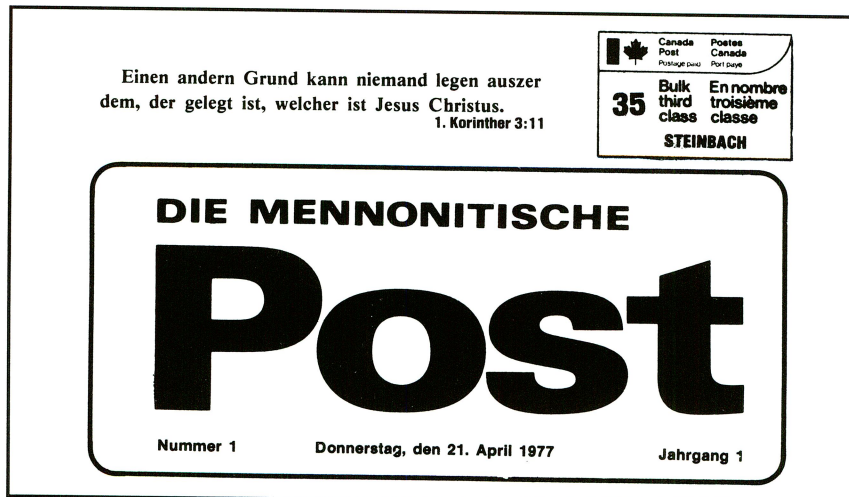 Einen andern Grund kann niemand legen auszer
dem, der gelegt ist, welcher ist Jesus Christus.
1. Korinther 3:11
Canada Postes
Post Canada
Postage paid Port paye
35
Bulk En nombre
third troisième
class classe
STEINBACH
DIE MENNONITISCHE
Post
Nummer 1 Donnerstag, den 21. April 1977 Jahrgang 1